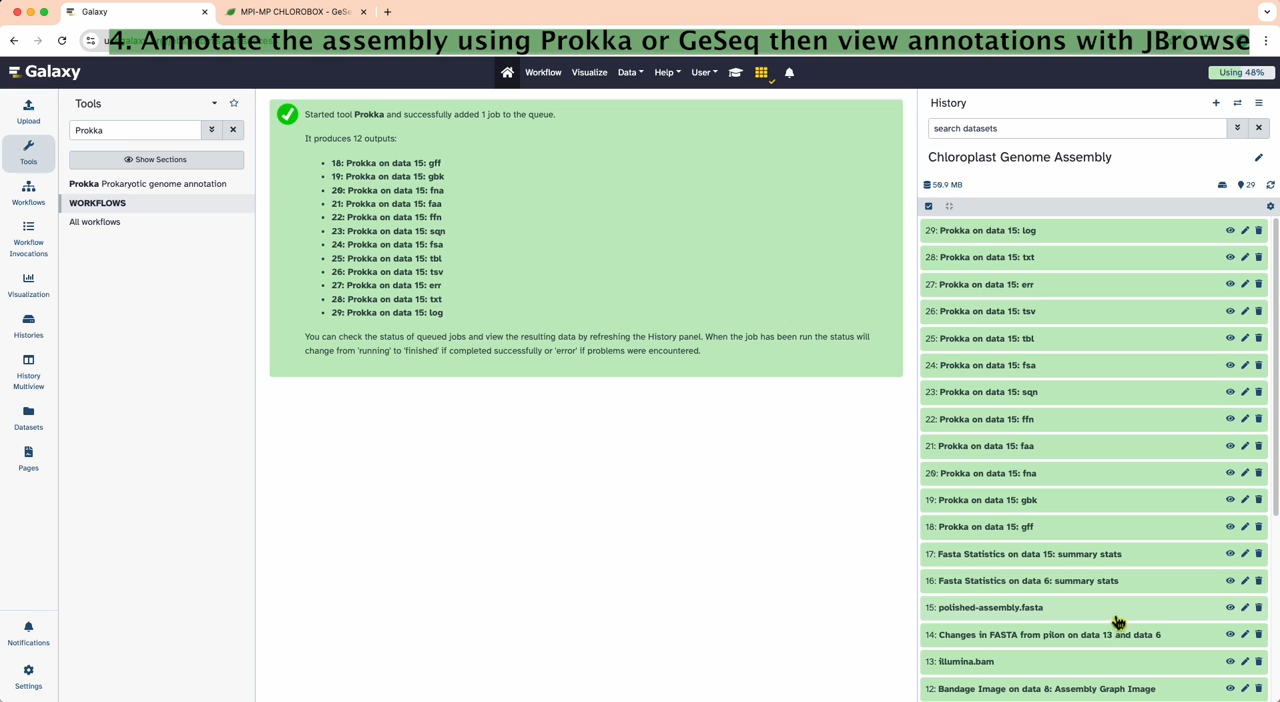 Galaxy
MPI-MP CHLOROBOX - GeSe
4. Annotate the assembly using Prokka or GeSeq then view annotations with JBrowse
Galaxy
Workflow
Visualize
Data
Help
User
Using 48%
Upload
Tools
Workflows
Workflow
Invocations
Visualization
Histories
History
Multiview
Datasets
Pages
Notifications
Settings
Tools
Prokka
Show Sections
Prokka Prokaryotic genome annotation
WORKFLOWS
All workflows
Started tool Prokka and successfully added 1 job to the queue.
It produces 12 outputs:
• 18: Prokka on data 15: gff
• 19: Prokka on data 15: gbk
• 20: Prokka on data 15: fna
• 21: Prokka on data 15: faa
• 22: Prokka on data 15: ffn
• 23: Prokka on data 15: sqn
• 24: Prokka on data 15: fsa
• 25: Prokka on data 15: tbl
• 26: Prokka on data 15: tsv
• 27: Prokka on data 15: err
• 28: Prokka on data 15: txt
• 29: Prokka on data 15: log
You can check the status of queued jobs and view the resulting data by refreshing the History panel. When the job has been run the status will
change from 'running' to 'finished' if completed successfully or 'error' if problems were encountered.
History
search datasets
Chloroplast Genome Assembly
50.9 MB
29
29: Prokka on data 15: log
28: Prokka on data 15: txt
27: Prokka on data 15: err
26: Prokka on data 15: tsv
25: Prokka on data 15: tbl
24: Prokka on data 15: fsa
23: Prokka on data 15: sqn
22: Prokka on data 15: ffn
21: Prokka on data 15: faa
20: Prokka on data 15: fna
19: Prokka on data 15: gbk
18: Prokka on data 15: gff
17: Fasta Statistics on data 15: summary stats
16: Fasta Statistics on data 6: summary stats
15: polished-assembly.fasta
14: Changes in FASTA from pilon on data 13 and data 6
13: illumina.bam
12: Bandage Image on data 8: Assembly Graph Image